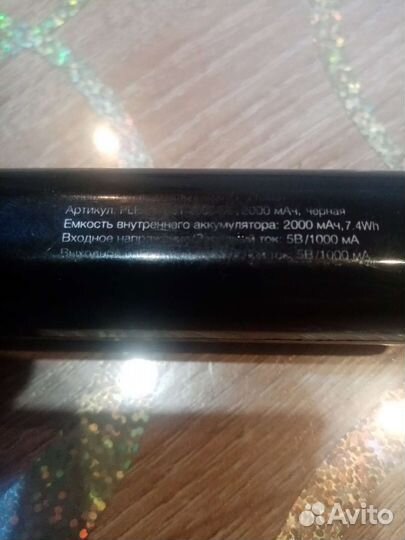 Артикул: 2000 мАч, черная
Емкость внутреннего аккумулятора: 2000 мАч, 7.4Wh
Входное ток: 5В/1000 мА
ток: 5В/1000 мА
Avito